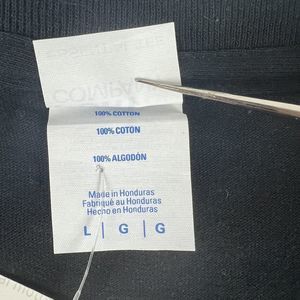 100% COTTON
100% COTON
100% ALGODÓN
Made in Honduras
Fabriqué au Honduras
Hecho en Honduras
L | G | G